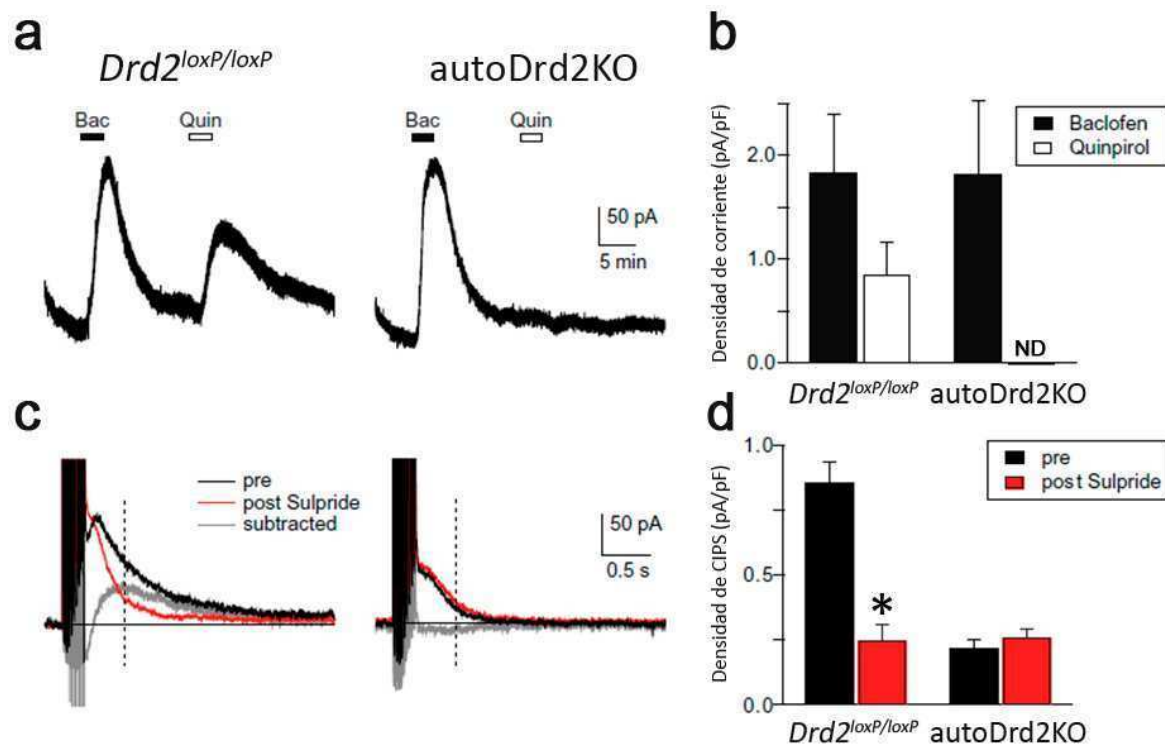 a
Drd2loxP/loxP
autoDrd2KO
Bac
Quin
Bac
Quin
50 pA
5 min
b
Densidad de corriente (pA/pF)
2.0
1.0
0.0
Baclofen
Quinpirol
ND
Drd2loxP/loxP autoDrd2KO
c
pre
post Sulpride
subtracted
50 pA
0.5 s
d
Densidad de CIPS (pA/pF)
1.0
0.5
0.0
pre
post Sulpride
*
Drd2loxP/loxP autoDrd2KO